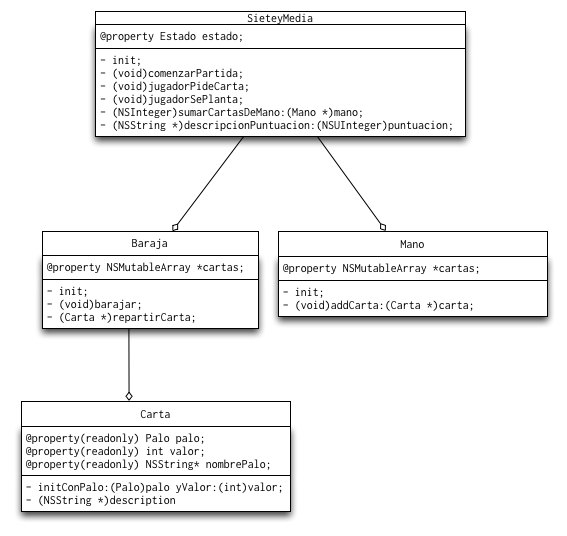 SieteyMedia
@property Estado estado;
- init;
- (void)comenzarPartida;
- (void)jugadorPideCarta;
- (void)jugadorSePlanta;
- (NSInteger)sumarCartasDeMano:(Mano *)mano;
- (NSString *)descripcionPuntuacion:(NSUInteger)puntuacion;
Baraja
@property NSMutableArray *cartas;
- init;
- (void)barajar;
- (Carta *)repartirCarta;
Mano
@property NSMutableArray *cartas;
- init;
- (void)addCarta:(Carta *)carta;
Carta
@property(readonly) Palo palo;
@property(readonly) int valor;
@property(readonly) NSString* nombrePalo;
- initConPalo:(Palo)palo yValor:(int)valor;
- (NSString *)description